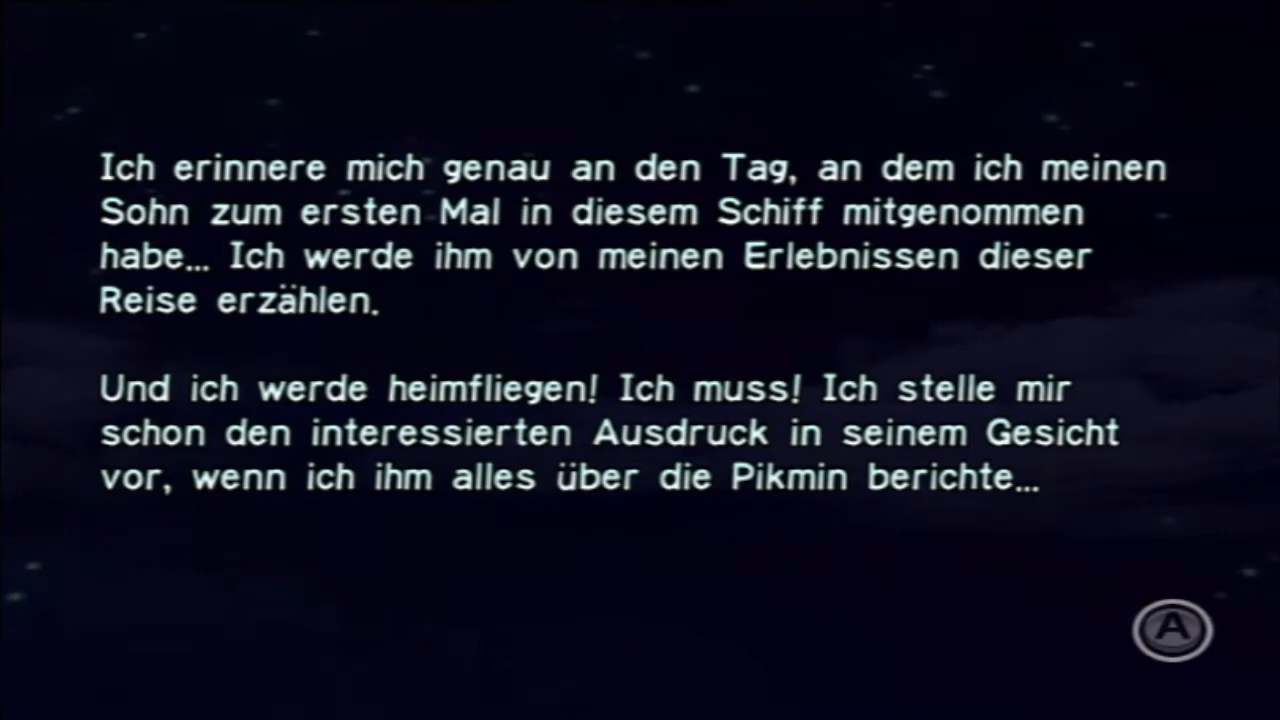 Ich erinnere mich genau an den Tag, an dem ich meinen
Sohn zum ersten Mal in diesem Schiff mitgenommen
habe... Ich werde ihm von meinen Erlebnissen dieser
Reise erzählen.
Und ich werde heimfliegen! Ich muss! Ich stelle mir
schon den interessierten Ausdruck in seinem Gesicht
vor, wenn ich ihm alles über die Pikmin berichte...
A